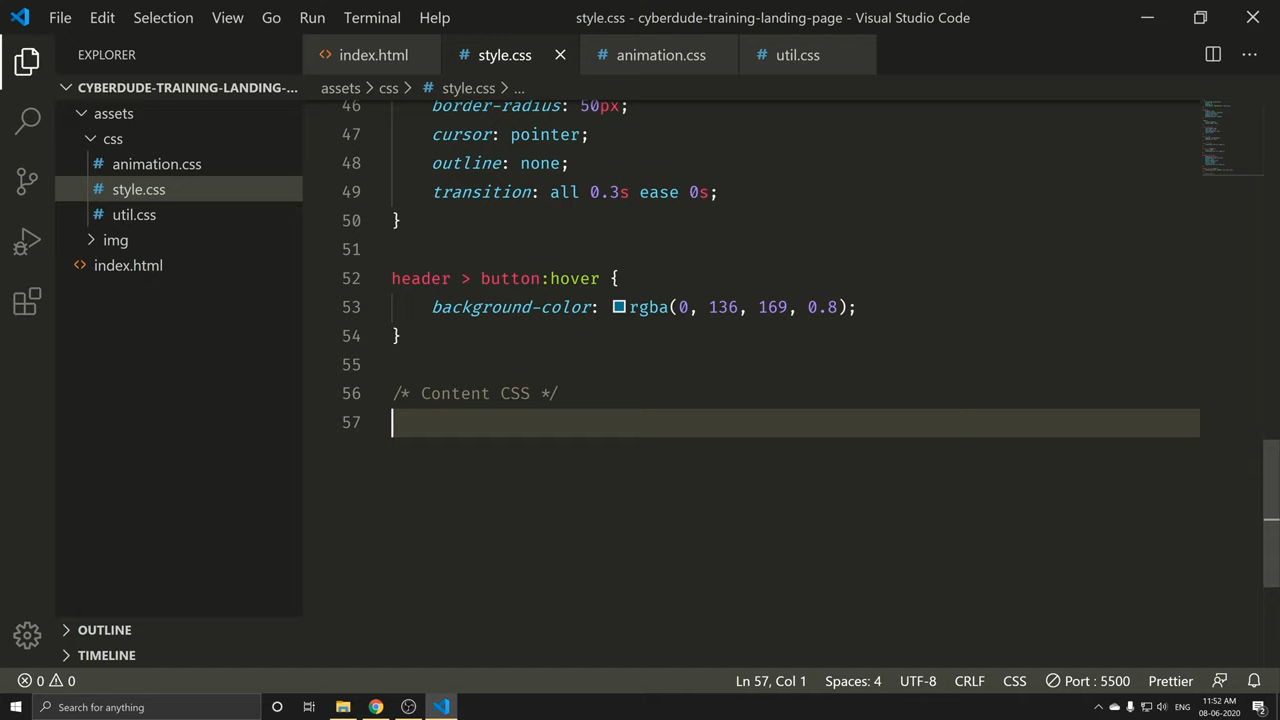 File Edit Selection View Go Run Terminal Help style.css - cyberdude-training-landing-page - Visual Studio Code
EXPLORER
index.html style.css animation.css util.css
CYBERDUDE-TRAINING-LANDING-...
assets > css > # style.css > ...
assets
css
# animation.css
# style.css
# util.css
img
index.html
46 border-radius: 50px;
47 cursor: pointer;
48 outline: none;
49 transition: all 0.3s ease 0s;
50 }
51
52 header > button:hover {
53 background-color: rgba(0, 136, 169, 0.8);
54 }
55
56 /* Content CSS */
57
OUTLINE
TIMELINE
0 0 Ln 57, Col 1 Spaces: 4 UTF-8 CRLF CSS Port : 5500 Prettier
Search for anything ENG 11:52 AM
08-06-2020 2